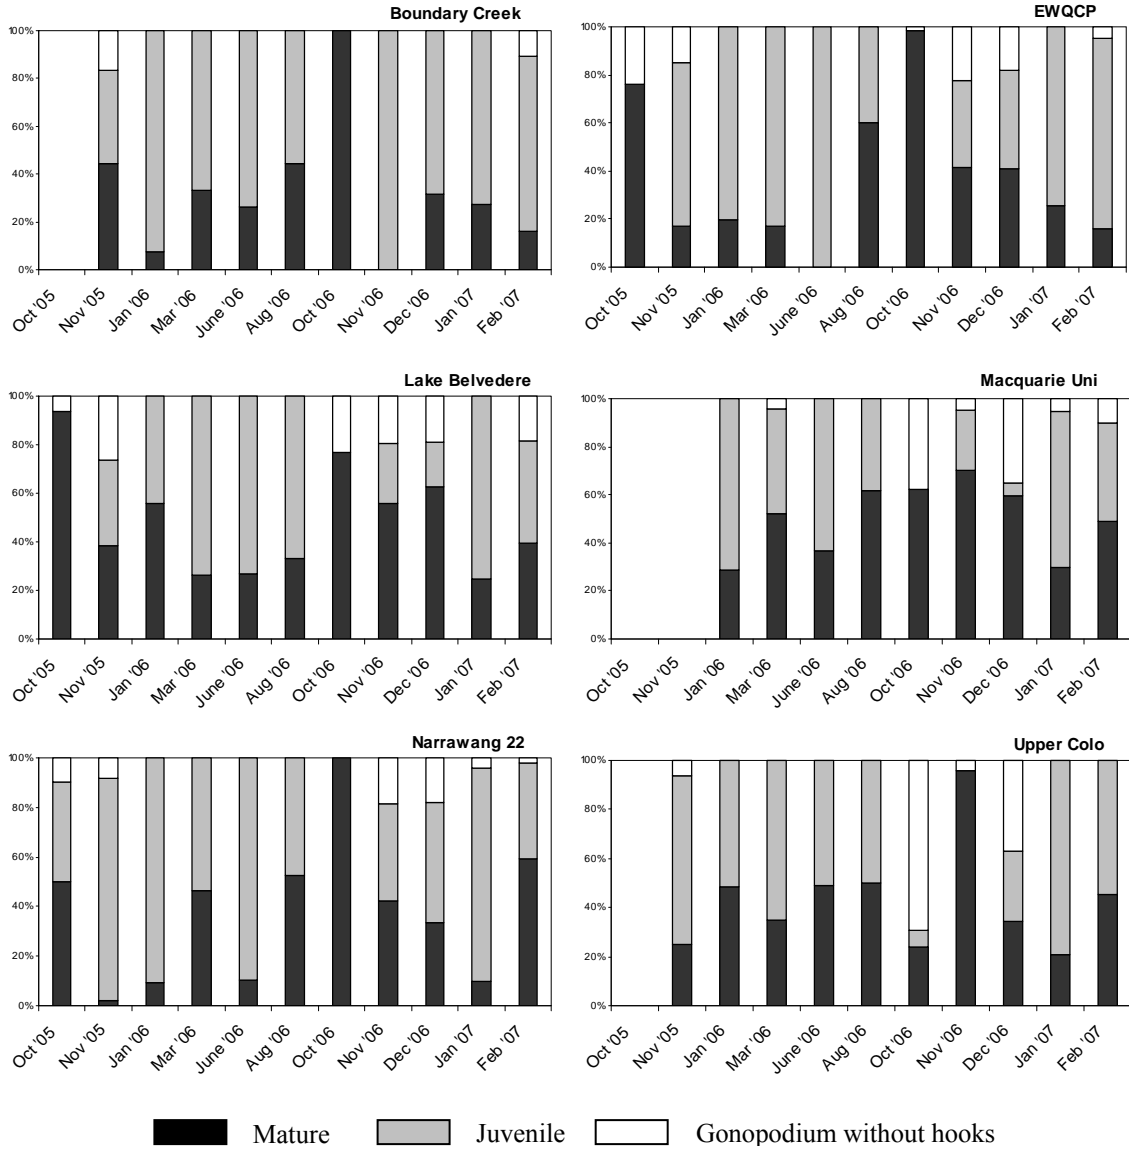 Boundary Creek
100%
80%
60%
40%
20%
0%
Oct '05
Nov '05
Jan '06
Mar '06
June '06
Aug '06
Oct '06
Nov '06
Dec '06
Jan '07
Feb '07
EWQCP
100%
80%
60%
40%
20%
0%
Oct '05
Nov '05
Jan '06
Mar '06
June '06
Aug '06
Oct '06
Nov '06
Dec '06
Jan '07
Feb '07
Lake Belvedere
100%
80%
60%
40%
20%
0%
Oct '05
Nov '05
Jan '06
Mar '06
June '06
Aug '06
Oct '06
Nov '06
Dec '06
Jan '07
Feb '07
Macquarie Uni
100%
80%
60%
40%
20%
0%
Oct '05
Nov '05
Jan '06
Mar '06
June '06
Aug '06
Oct '06
Nov '06
Dec '06
Jan '07
Feb '07
Narrawang 22
100%
80%
60%
40%
20%
0%
Oct '05
Nov '05
Jan '06
Mar '06
June '06
Aug '06
Oct '06
Nov '06
Dec '06
Jan '07
Feb '07
Upper Colo
100%
80%
60%
40%
20%
0%
Oct '05
Nov '05
Jan '06
Mar '06
June '06
Aug '06
Oct '06
Nov '06
Dec '06
Jan '07
Feb '07
Mature Juvenile Gonopodium without hooks